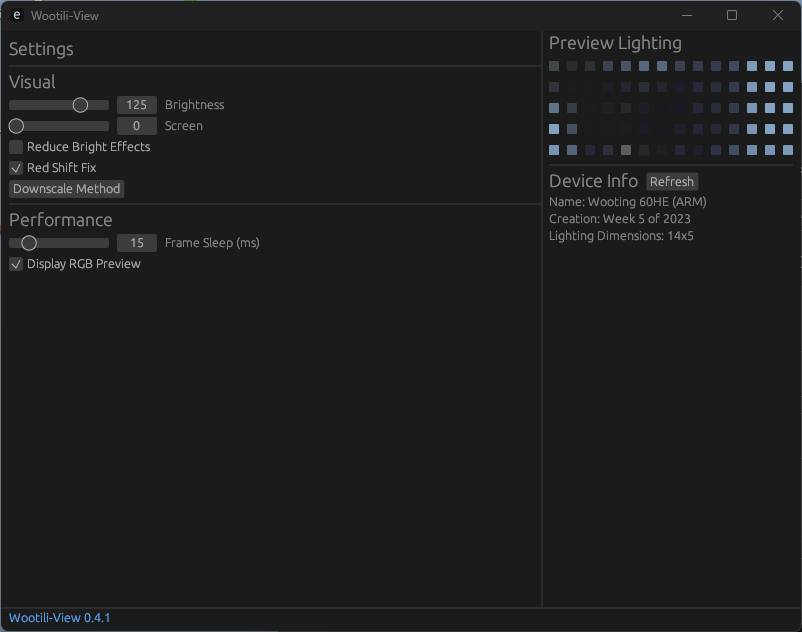 e Wootili-View
Settings
Visual
125 Brightness
0 Screen
Reduce Bright Effects
Red Shift Fix
Downscale Method
Performance
15 Frame Sleep (ms)
Display RGB Preview
Preview Lighting
Device Info Refresh
Name: Wooting 60HE (ARM)
Creation: Week 5 of 2023
Lighting Dimensions: 14x5
Wootili-View 0.4.1